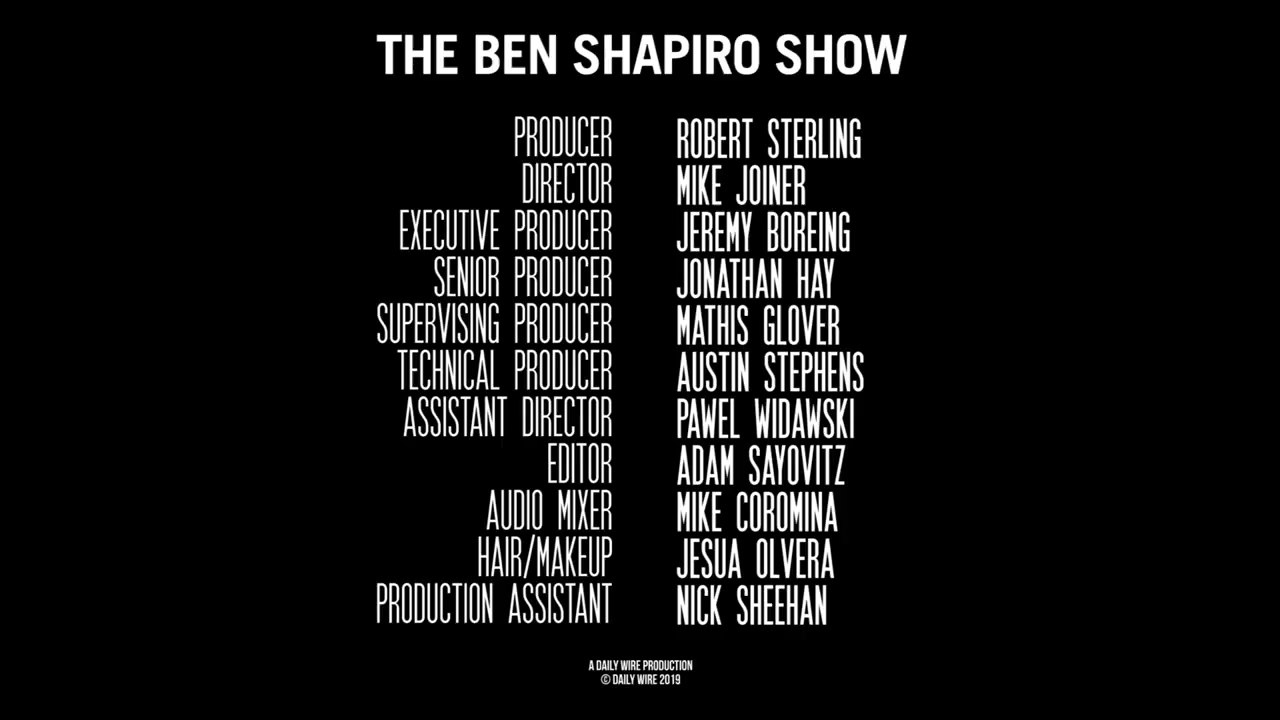 THE BEN SHAPIRO SHOW
PRODUCER ROBERT STERLING
DIRECTOR MIKE JOINER
EXECUTIVE PRODUCER JEREMY BOREING
SENIOR PRODUCER JONATHAN HAY
SUPERVISING PRODUCER MATHIS GLOVER
TECHNICAL PRODUCER AUSTIN STEPHENS
ASSISTANT DIRECTOR PAWEL WIDAWSKI
EDITOR ADAM SAYOVITZ
AUDIO MIXER MIKE COROMINA
HAIR/MAKEUP JESUA OLVERA
PRODUCTION ASSISTANT NICK SHEEHAN
A DAILY WIRE PRODUCTION
© DAILY WIRE 2019